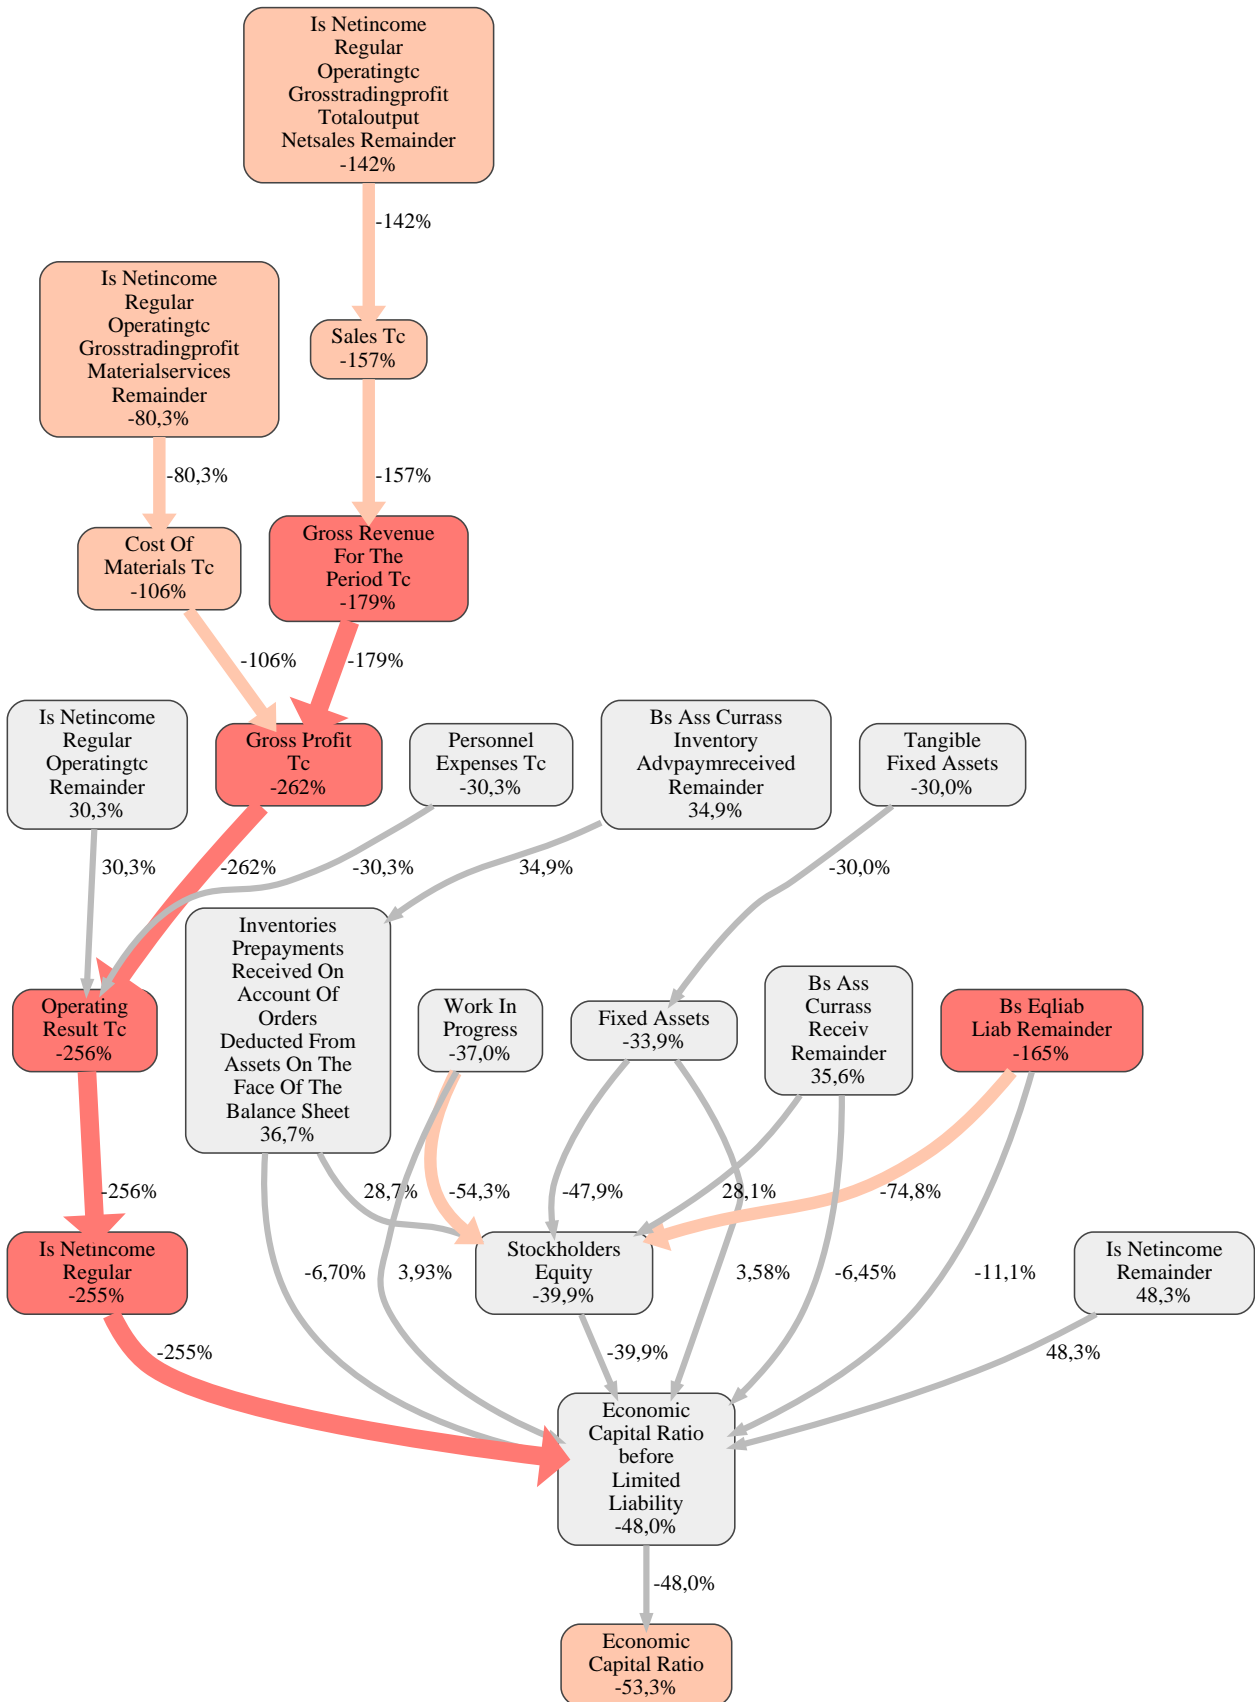 Is Netincome
Regular
Operatingtc
Grosstradingprofit
Totaloutput
Netsales Remainder
-142%
-142%
Is Netincome
Regular
Operatingtc
Grosstradingprofit
Materialservices
Remainder
-80,3%
Sales Tc
-157%
-80,3%
-157%
Cost Of
Materials Tc
-106%
Gross Revenue
For The
Period Tc
-179%
-106%
-179%
Is Netincome
Regular
Operatingtc
Remainder
30,3%
Gross Profit
Tc
-262%
Personnel
Expenses Tc
-30,3%
Bs Ass Currass
Inventory
Advpaymreceived
Remainder
34,9%
Tangible
Fixed Assets
-30,0%
30,3%
-262%
-30,3%
34,9%
-30,0%
Inventories
Prepayments
Received On
Account Of
Orders
Deducted From
Assets On The
Face Of The
Balance Sheet
36,7%
Operating
Result Tc
-256%
Work In
Progress
-37,0%
Fixed Assets
-33,9%
Bs Ass
Currass
Receiv
Remainder
35,6%
Bs Eqliab
Liab Remainder
-165%
-256%
28,7%
-54,3%
-47,9%
28,1%
-74,8%
Is Netincome
Regular
-255%
-6,70%
3,93%
Stockholders
Equity
-39,9%
3,58%
-6,45%
-11,1%
Is Netincome
Remainder
48,3%
-255%
-39,9%
48,3%
Economic
Capital Ratio
before
Limited
Liability
-48,0%
-48,0%
Economic
Capital Ratio
-53,3%